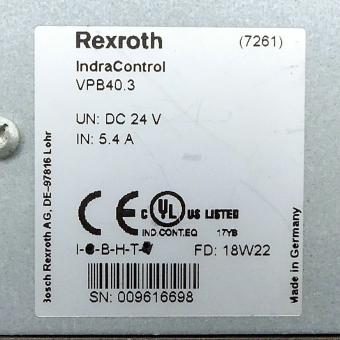 Rexroth (7261)
IndraControl
VPB40.3
UN: DC 24 V
IN: 5.4 A
CE C UL US LISTED
IND.CONT.EQ 17YB
FD: 18W22
SN: 009616698
Bosch Rexroth AG, DE-97816 Lohr
Made in Germany